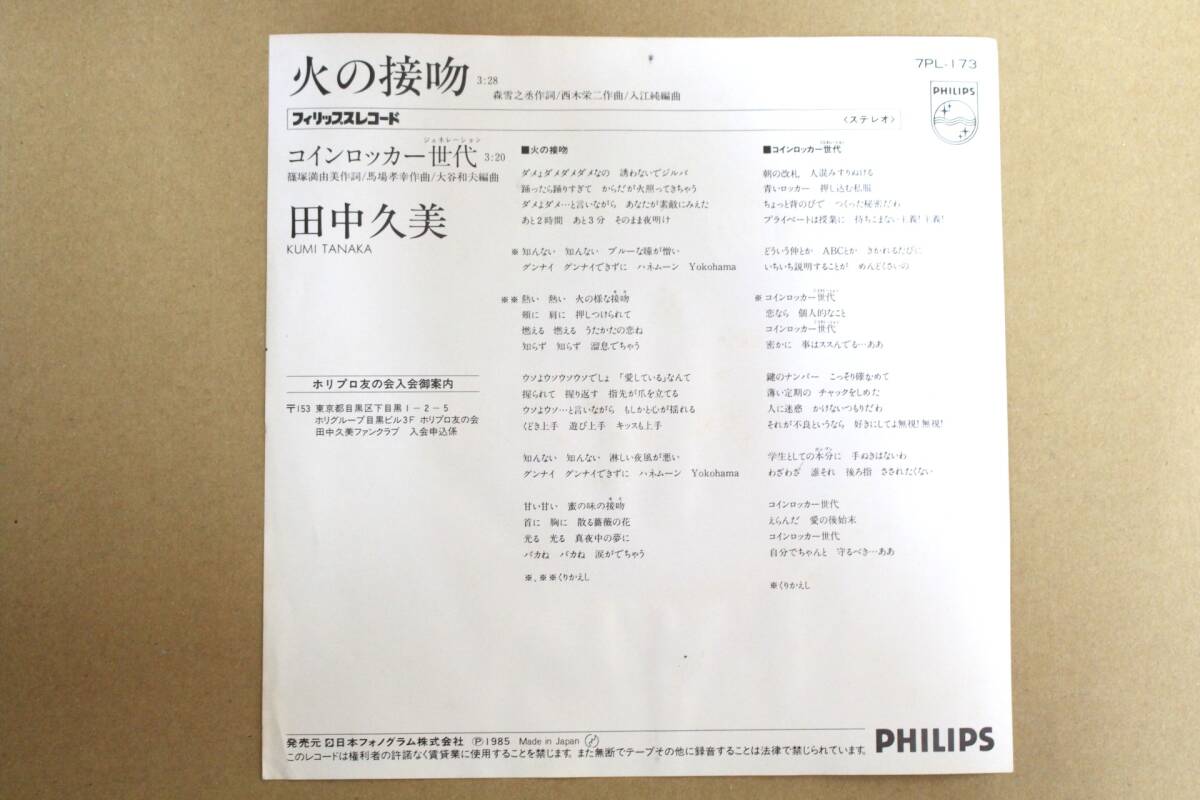 火の接吻 3:28
森雪之丞作詞/西木栄二作曲/入江純編曲
7PL-173
PHILIPS
フィリップスレコード
〈ステレオ〉
ジェネレーション
コインロッカー世代 3:20
篠塚満由美作詞/馬場孝幸作曲/大谷和夫編曲
田中久美
KUMI TANAKA
ホリプロ友の会入会御案内
〒153 東京都目黒区下目黒1-2-5
ホリグループ目黒ビル3F ホリプロ友の会
田中久美ファンクラブ 入会申込係
■火の接吻
ダメよダメダメダメなの 誘わないでジルバ
踊ったら踊りすぎて からだが火照ってきちゃう
ダメよダメ…と言いながら あなたが素敵にみえた
あと2時間 あと3分 そのまま夜明け
※知んない 知んない ブルーな瞳が憎い
グンナイ グンナイできずに ハネムーン Yokohama
※※熱い 熱い 火の様な接吻
頬に 肩に 押しつけられて
燃える 燃える うたかたの恋ね
知らず 知らず 溜息でちゃう
ウソよウソウソウソでしょ 「愛している」なんて
握られて 握り返す 指先が爪を立てる
ウソよウソ…と言いながら もしかと心が揺れる
くどき上手 遊び上手 キッスも上手
知んない 知んない 淋しい夜風が悪い
グンナイ グンナイできずに ハネムーン Yokohama
甘い甘い 蜜の味の接吻
首に 胸に 散る薔薇の花
光る 光る 真夜中の夢に
バカね バカね 涙がでちゃう
※、※※くりかえし
■コインロッカー世代
朝の改札 人混みすりぬける
青いロッカー 押し込む私服
ちょっと背のびで つくった秘密だわ
プライベートは授業に 持ちこまない主義!主義!
どういう仲とか ABCとか きかれるたびに
いちいち説明することが めんどくさいの
※コインロッカー世代
恋なら 個人的なこと
コインロッカー世代
密かに 事はススんでる…ああ
鍵のナンバー こっそり確なめて
薄い定期の チャックをしめた
人に迷惑 かけないつもりだわ
それが不良というなら 好きにしてよ無視!無視!
学生としての本分に 手ぬきはないわ
わざわざ 誰それ 後ろ指 さされたくない
コインロッカー世代
えらんだ 愛の後始末
コインロッカー世代
自分でちゃんと 守るべき…ああ
※くりかえし
発売元 日本フォノグラム株式会社 Ⓟ1985 Made in Japan
このレコードは権利者の許諾なく賃貸業に使用することを禁じます。また無断でテープその他に録音することは法律で禁じられています。
PHILIPS